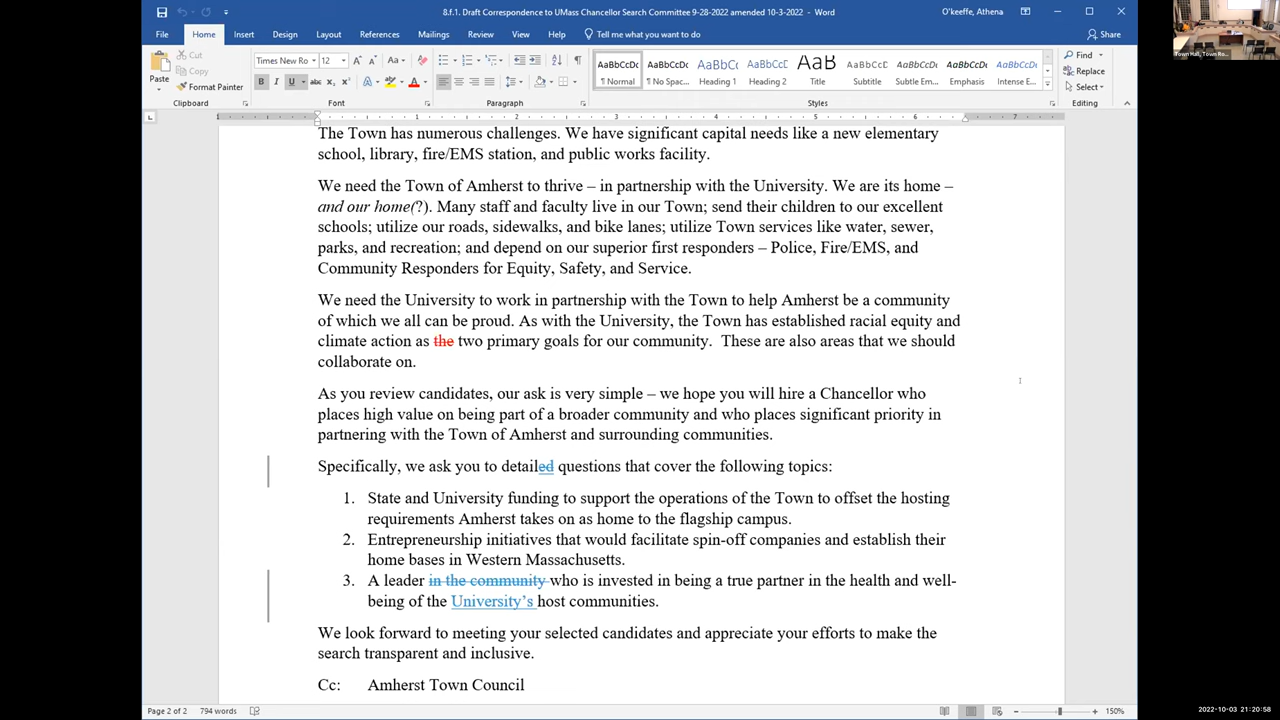 8.f.1. Draft Correspondence to UMass Chancellor Search Committee 9-28-2022 amended 10-3-2022 - Word
O'keeffe, Athena
File Home Insert Design Layout References Mailings Review View Help Tell me what you want to do Share
Paste Cut Copy Format Painter
Times New Ro 12
AaBbCcDc AaBbCcDc AaBbCc AaBbCcD AaB AaBbCcD AaBbCcDc AaBbCcDc AaBbCcDc
¶ Normal ¶ No Spac... Heading 1 Heading 2 Title Subtitle Subtle Em... Emphasis Intense E...
Find Replace Select
Clipboard Font Paragraph Styles Editing
Town Hall, Town Ro...
1 1 2 3 4 5 6 7
The Town has numerous challenges. We have significant capital needs like a new elementary
school, library, fire/EMS station, and public works facility.
We need the Town of Amherst to thrive – in partnership with the University. We are its home –
and our home(?). Many staff and faculty live in our Town; send their children to our excellent
schools; utilize our roads, sidewalks, and bike lanes; utilize Town services like water, sewer,
parks, and recreation; and depend on our superior first responders – Police, Fire/EMS, and
Community Responders for Equity, Safety, and Service.
We need the University to work in partnership with the Town to help Amherst be a community
of which we all can be proud. As with the University, the Town has established racial equity and
climate action as the two primary goals for our community.  These are also areas that we should
collaborate on.
As you review candidates, our ask is very simple – we hope you will hire a Chancellor who
places high value on being part of a broader community and who places significant priority in
partnering with the Town of Amherst and surrounding communities.
Specifically, we ask you to detailed questions that cover the following topics:
1. State and University funding to support the operations of the Town to offset the hosting
requirements Amherst takes on as home to the flagship campus.
2. Entrepreneurship initiatives that would facilitate spin-off companies and establish their
home bases in Western Massachusetts.
3. A leader in the community who is invested in being a true partner in the health and well-
being of the University's host communities.
We look forward to meeting your selected candidates and appreciate your efforts to make the
search transparent and inclusive.
Cc: Amherst Town Council
Page 2 of 2 794 words 150%
2022-10-03 21:20:58